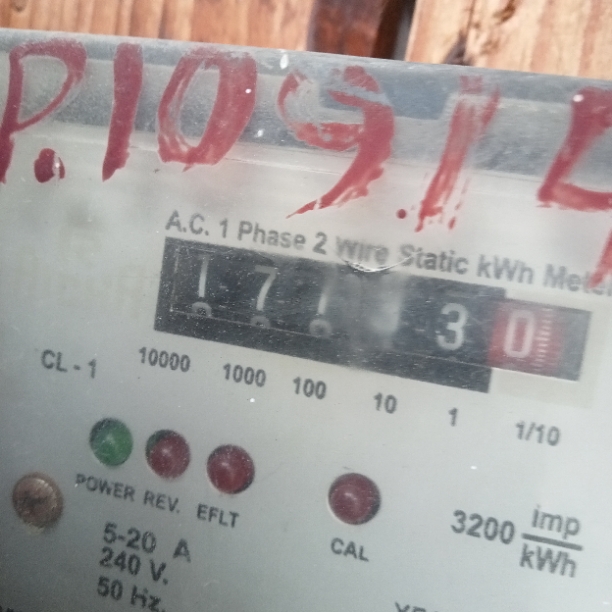 P.109.14
A.C. 1 Phase 2 Wire Static kWh Meter
1 7 3 0
CL - 1 10000 1000 100 10 1 1/10
POWER REV. EFLT
CAL
3200 imp/kWh
5-20 A
240 V.
50 Hz.